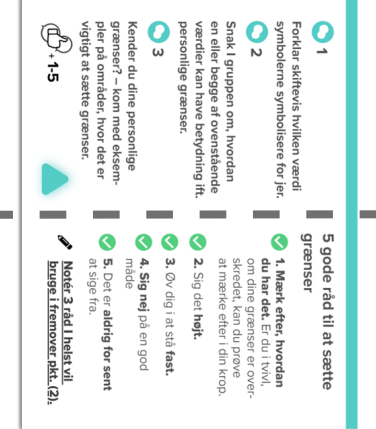 1
Forklar skiftevis hvilken værdi
symbolerne symbolisere for jer.
2
Snak I gruppen om, hvordan
en eller begge af ovenstående
værdier kan have betydning ift.
personlige grænser.
3
Kender du dine personlige
grænser? – kom med eksem-
pler på områder, hvor det er
vigtigt at sætte grænser.
+ 1-5
5 gode råd til at sætte
grænser
1. Mærk efter, hvordan
du har det. Er du i tvivl,
om dine grænser er over-
skredet, kan du prøve
at mærke efter i din krop.
2. Sig det højt.
3. Øv dig i at stå fast.
4. Sig nej på en god
måde
5. Det er aldrig for sent
at sige fra.
Notér 3 råd I helst vil
bruge i fremover pkt. (2).